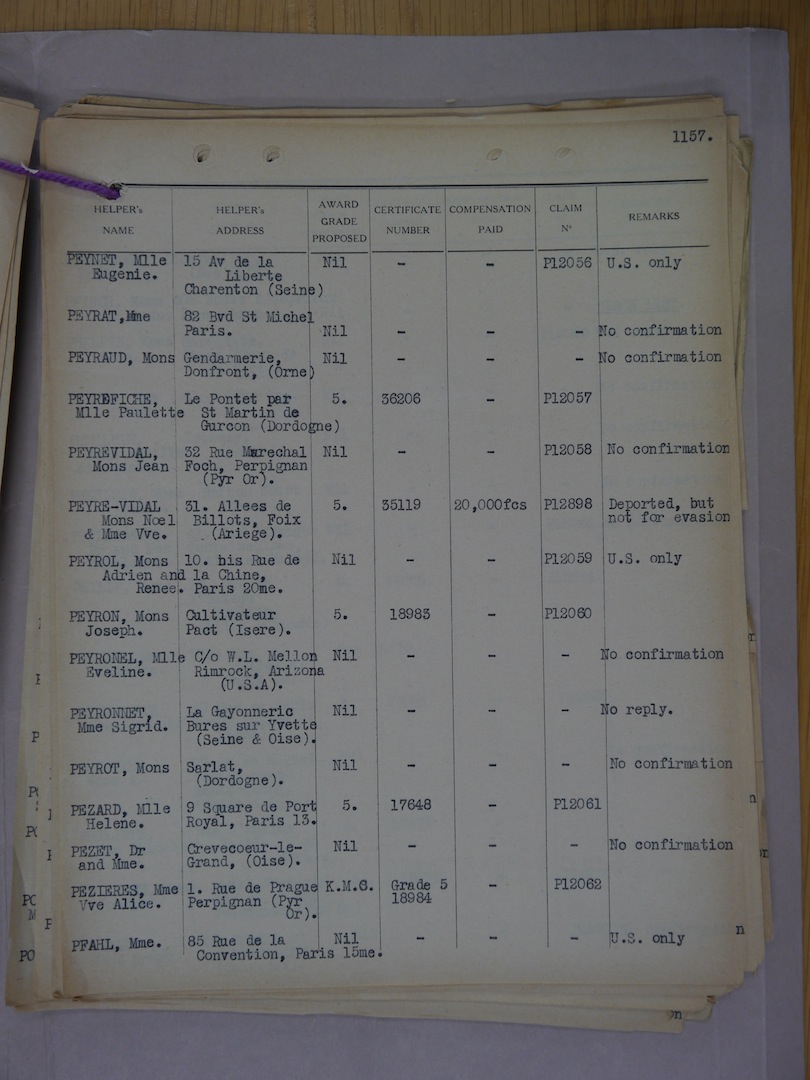 1157.
HELPER's NAME HELPER's ADDRESS AWARD GRADE PROPOSED CERTIFICATE NUMBER COMPENSATION PAID CLAIM Nº REMARKS
PEYNET, Mlle 15 Av de la Nil - - P12056 U.S. only
Eugenie. Liberte
Charenton (Seine)
PEYRAT, Mme 82 Bvd St Michel
Paris. Nil - - - No confirmation
PEYRAUD, Mons Gendarmerie, Nil - - - No confirmation
Donfront, (Orne)
PEYREFICHE, Le Pontet par 5. 36206 - P12057
Mlle Paulette St Martin de
Gurcon (Dordogne)
PEYREVIDAL, 32 Rue Marechal Nil - - P12058 No confirmation
Mons Jean Foch, Perpignan
(Pyr Or).
PEYRE-VIDAL 31. Allees de 5. 35119 20,000fcs P12898 Deported, but
Mons Noel Billots, Foix not for evasion
& Mme Vve. (Ariege).
PEYROL, Mons 10. bis Rue de Nil - - P12059 U.S. only
Adrien and la Chine,
Renee. Paris 20me.
PEYRON, Mons Cultivateur 5. 18983 - P12060
Joseph. Pact (Isere).
PEYRONEL, Mlle C/o W.L. Mellon Nil - - - No confirmation
Eveline. Rimrock, Arizona
(U.S.A).
PEYRONNET, La Gayonneric Nil - - - No reply.
Mme Sigrid. Bures sur Yvette
(Seine & Oise).
PEYROT, Mons Sarlat, Nil - - - No confirmation
(Dordogne).
PEZARD, Mlle 9 Square de Port 5. 17648 - P12061
Helene. Royal, Paris 13.
PEZET, Dr Crevecoeur-le- Nil - - - No confirmation
and Mme. Grand, (Oise).
PEZIERES, Mme 1. Rue de Prague K.M.C. Grade 5 - P12062
Vve Alice. Perpignan (Pyr 18984
Or).
PFAHL, Mme. 85 Rue de la Nil - - - U.S. only
Convention, Paris 15me.